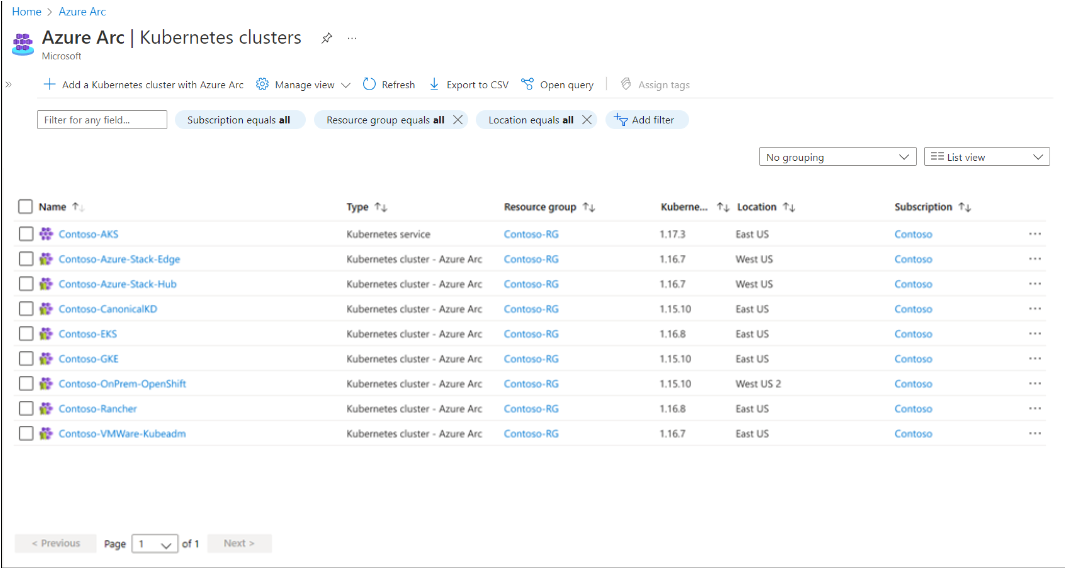 Home > Azure Arc
Azure Arc | Kubernetes clusters ...
Microsoft
» + Add a Kubernetes cluster with Azure Arc Manage view Refresh Export to CSV Open query Assign tags
Filter for any field... Subscription equals all Resource group equals all × Location equals all × Add filter
No grouping List view
Name ↑↓ Type ↑↓ Resource group ↑↓ Kuberne... ↑↓ Location ↑↓ Subscription ↑↓
Contoso-AKS Kubernetes service Contoso-RG 1.17.3 East US Contoso ...
Contoso-Azure-Stack-Edge Kubernetes cluster - Azure Arc Contoso-RG 1.16.7 West US Contoso ...
Contoso-Azure-Stack-Hub Kubernetes cluster - Azure Arc Contoso-RG 1.16.7 West US Contoso ...
Contoso-CanonicalKD Kubernetes cluster - Azure Arc Contoso-RG 1.15.10 East US Contoso ...
Contoso-EKS Kubernetes cluster - Azure Arc Contoso-RG 1.16.8 East US Contoso ...
Contoso-GKE Kubernetes cluster - Azure Arc Contoso-RG 1.15.10 East US Contoso ...
Contoso-OnPrem-OpenShift Kubernetes cluster - Azure Arc Contoso-RG 1.15.10 West US 2 Contoso ...
Contoso-Rancher Kubernetes cluster - Azure Arc Contoso-RG 1.16.8 East US Contoso ...
Contoso-VMWare-Kubeadm Kubernetes cluster - Azure Arc Contoso-RG 1.16.7 East US Contoso ...
< Previous Page 1 of 1 Next >